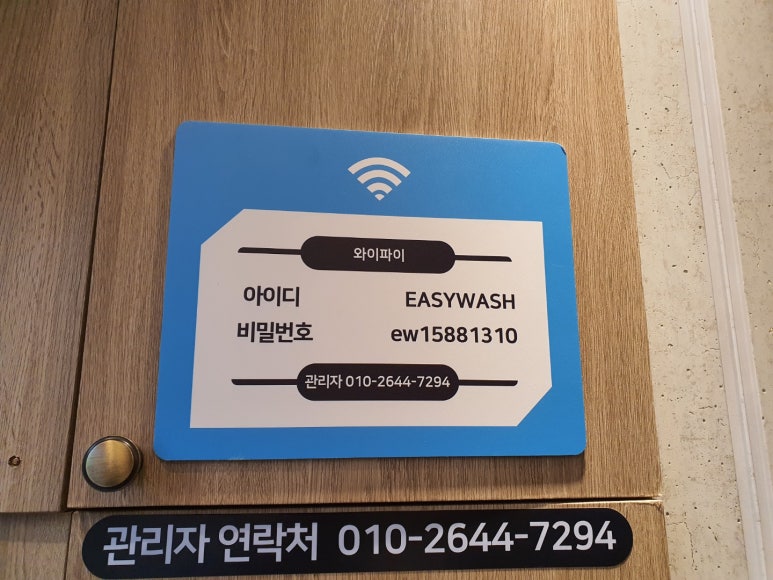 와이파이
아이디 EASYWASH
비밀번호 ew15881310
관리자 010-2644-7294
관리자 연락처 010-2644-7294